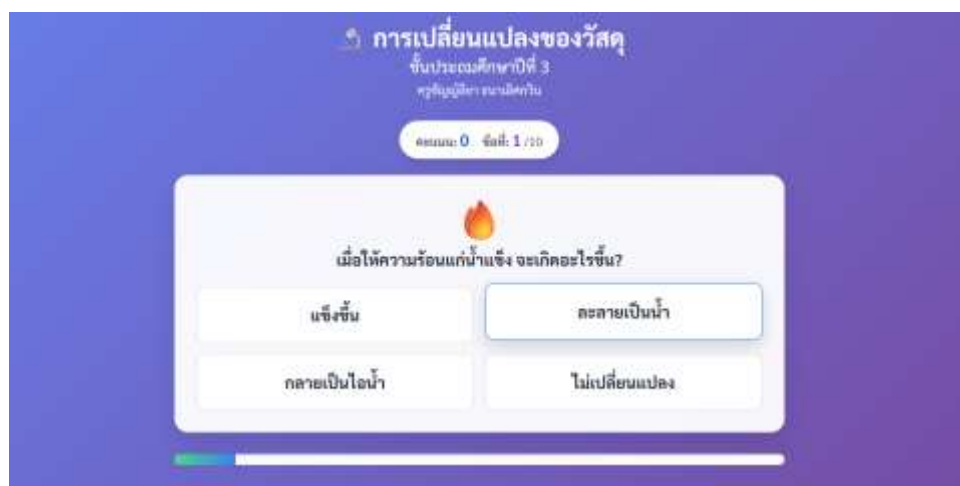 การเปลี่ยนแปลงของวัสดุ
ชั้นประถมศึกษาปีที่ 3
คะแนน: 0 ข้อที่: 1 /10
เมื่อให้ความร้อนแก่น้ำแข็ง จะเกิดอะไรขึ้น?
แข็งขึ้น
ละลายเป็นน้ำ
กลายเป็นไอน้ำ
ไม่เปลี่ยนแปลง